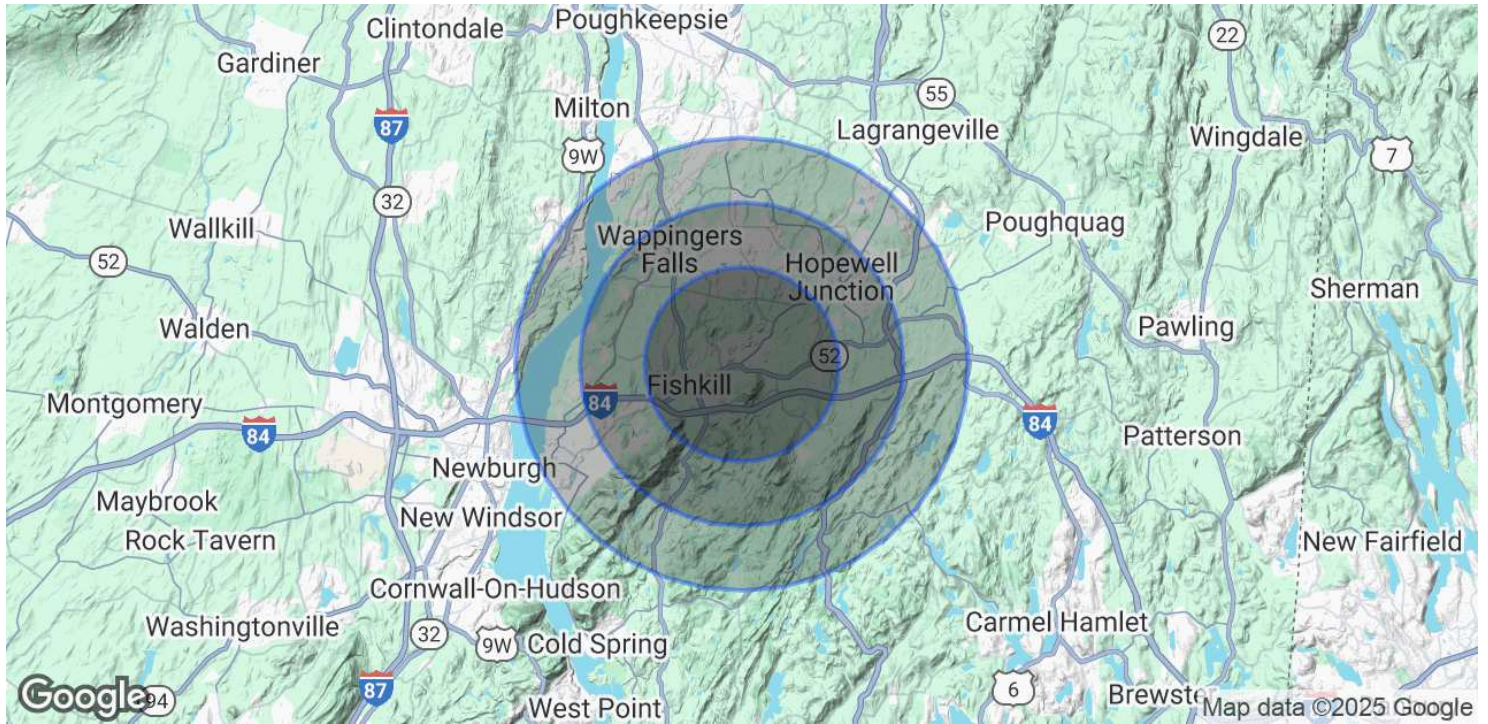 Poughkeepsie
Clintondale
22
Gardiner
55
Milton
87
Lagrangeville
Wingdale
9W
7
32
Poughquag
Wallkill
Wappingers
Falls
52
Hopewell
Junction
Sherman
Walden
Pawling
52
Fishkill
84
Montgomery
84
84
Patterson
Newburgh
Maybrook
New Windsor
Rock Tavern
New Fairfield
Cornwall-On-Hudson
Carmel Hamlet
Washingtonville
32
9W
Cold Spring
87
6
Google
94
West Point
Brewster
Map data ©2025 Google